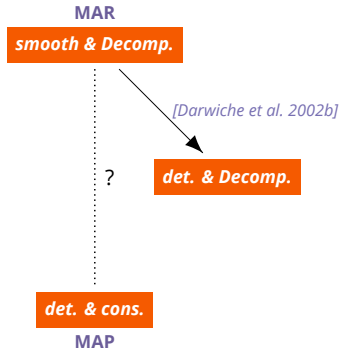 MAR
smooth & Decomp.
[Darwiche et al. 2002b]
?
det. & Decomp.
det. & cons.
MAP